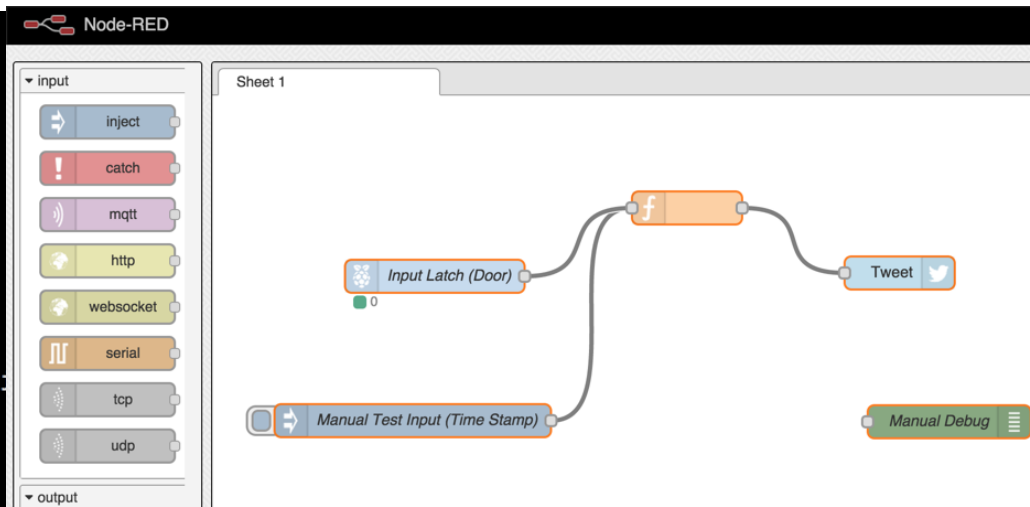 Node-RED
input
Sheet 1
inject
catch
mqtt
http
websocket
serial
tcp
udp
output
Input Latch (Door)
0
Tweet
Manual Test Input (Time Stamp)
Manual Debug